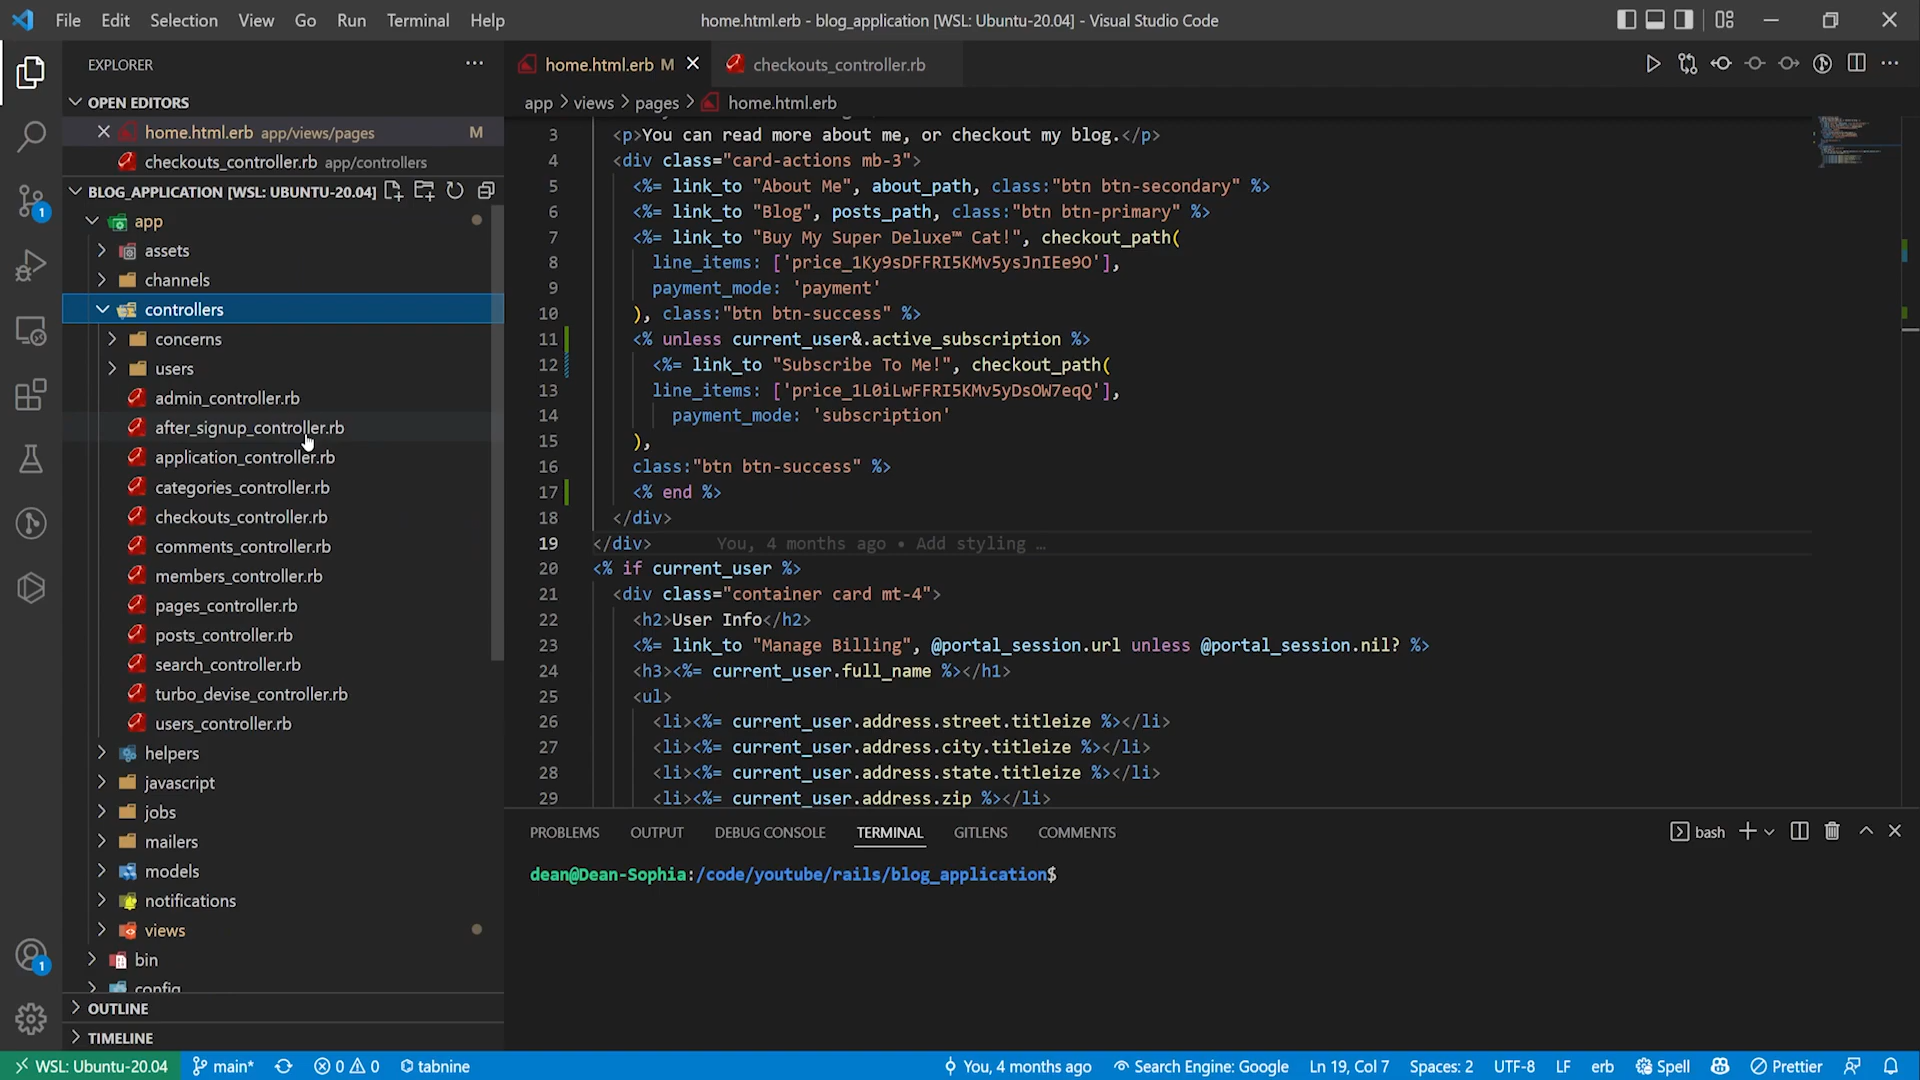 File Edit Selection View Go Run Terminal Help
home.html.erb - blog_application [WSL: Ubuntu-20.04] - Visual Studio Code
EXPLORER
OPEN EDITORS
home.html.erb app/views/pages M
checkouts_controller.rb app/controllers
BLOG_APPLICATION [WSL: UBUNTU-20.04]
app
assets
channels
controllers
concerns
users
admin_controller.rb
after_signup_controller.rb
application_controller.rb
categories_controller.rb
checkouts_controller.rb
comments_controller.rb
members_controller.rb
pages_controller.rb
posts_controller.rb
search_controller.rb
turbo_devise_controller.rb
users_controller.rb
helpers
javascript
jobs
mailers
models
notifications
views
bin
config
OUTLINE
TIMELINE
1
1
home.html.erb M
checkouts_controller.rb
app > views > pages > home.html.erb
3 <p>You can read more about me, or checkout my blog.</p>
4 <div class="card-actions mb-3">
5 <%= link_to "About Me", about_path, class:"btn btn-secondary" %>
6 <%= link_to "Blog", posts_path, class:"btn btn-primary" %>
7 <%= link_to "Buy My Super Deluxe™ Cat!", checkout_path(
8 line_items: ['price_1Ky9sDFFRI5KMv5ysJnIEe9O'],
9 payment_mode: 'payment'
10 ), class:"btn btn-success" %>
11 <% unless current_user&.active_subscription %>
12 <%= link_to "Subscribe To Me!", checkout_path(
13 line_items: ['price_1L0iLwFFRI5KMv5yDsOW7eqQ'],
14 payment_mode: 'subscription'
15 ),
16 class:"btn btn-success" %>
17 <% end %>
18 </div>
19 </div> You, 4 months ago • Add styling …
20 <% if current_user %>
21 <div class="container card mt-4">
22 <h2>User Info</h2>
23 <%= link_to "Manage Billing", @portal_session.url unless @portal_session.nil? %>
24 <h3><%= current_user.full_name %></h1>
25 <ul>
26 <li><%= current_user.address.street.titleize %></li>
27 <li><%= current_user.address.city.titleize %></li>
28 <li><%= current_user.address.state.titleize %></li>
29 <li><%= current_user.address.zip %></li>
PROBLEMS OUTPUT DEBUG CONSOLE TERMINAL GITLENS COMMENTS
bash
dean@Dean-Sophia:/code/youtube/rails/blog_application$
WSL: Ubuntu-20.04 main* 0 0 tabnine
You, 4 months ago Search Engine: Google Ln 19, Col 7 Spaces: 2 UTF-8 LF erb Spell Prettier